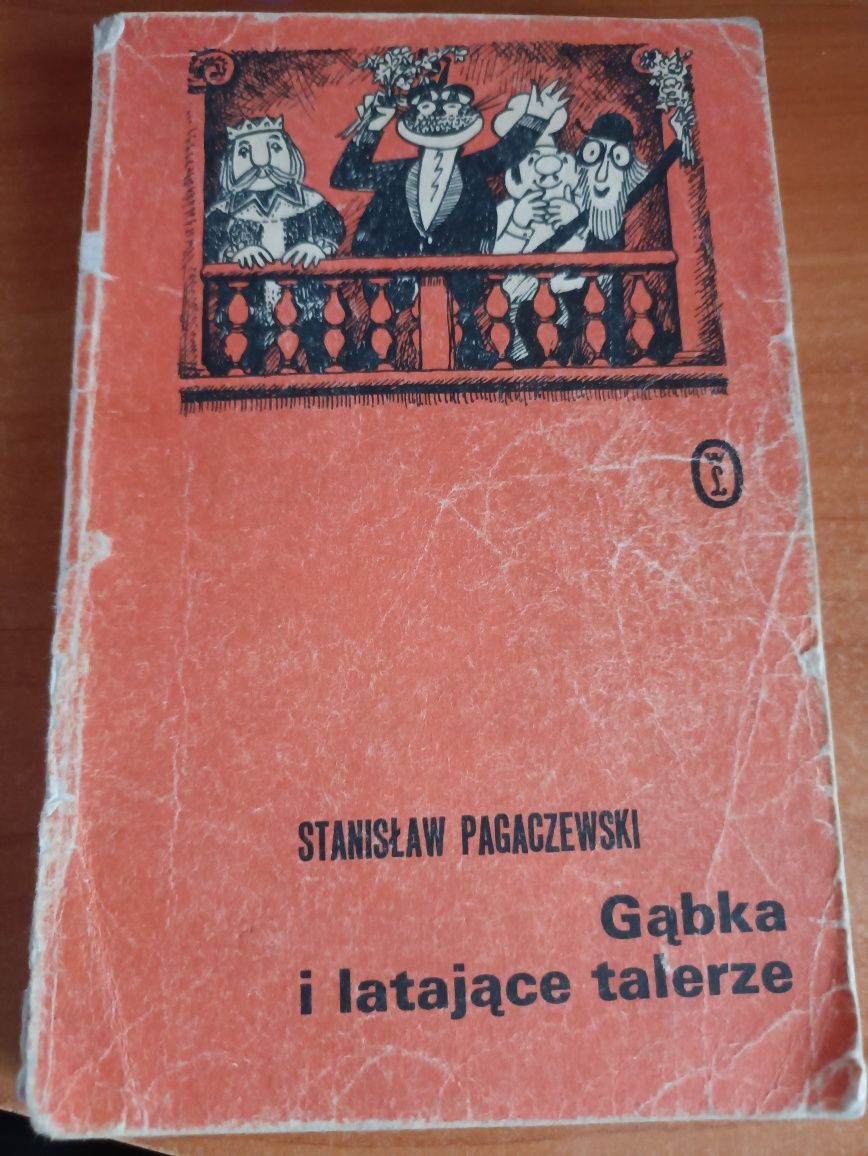 WL
STANISŁAW PAGACZEWSKI
Gąbka
i latające talerze